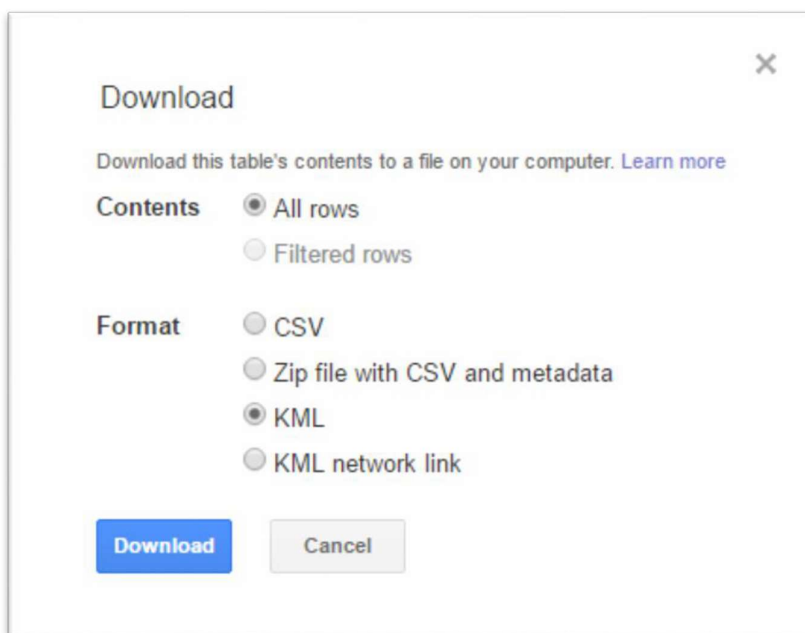 Download
Download this table's contents to a file on your computer. Learn more
Contents All rows
Filtered rows
Format CSV
Zip file with CSV and metadata
KML
KML network link
Download Cancel